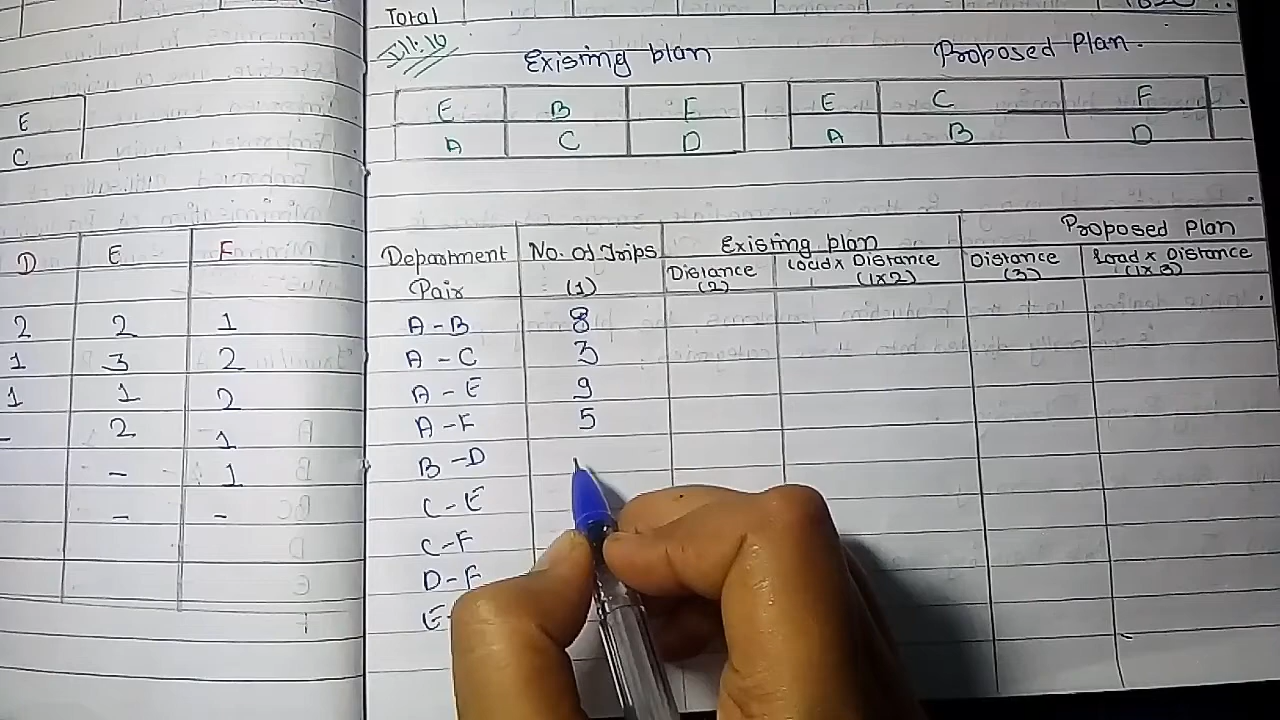 Total
Existing plan
Proposed Plan.
E B F
A C D
E C F
A B D
E
C
D E F
2 2 1
1 3 2
1 1 2
- 2 1
- 1
- -
Department Pair
No. of Trips (1)
Existing plan
Distance (2)
Load x Distance (1x2)
Proposed Plan
Distance (3)
Load x Distance (1x3)
A - B 8
A - C 3
A - E 9
A - F 5
B - D
C - E
C - F
D - F
E-